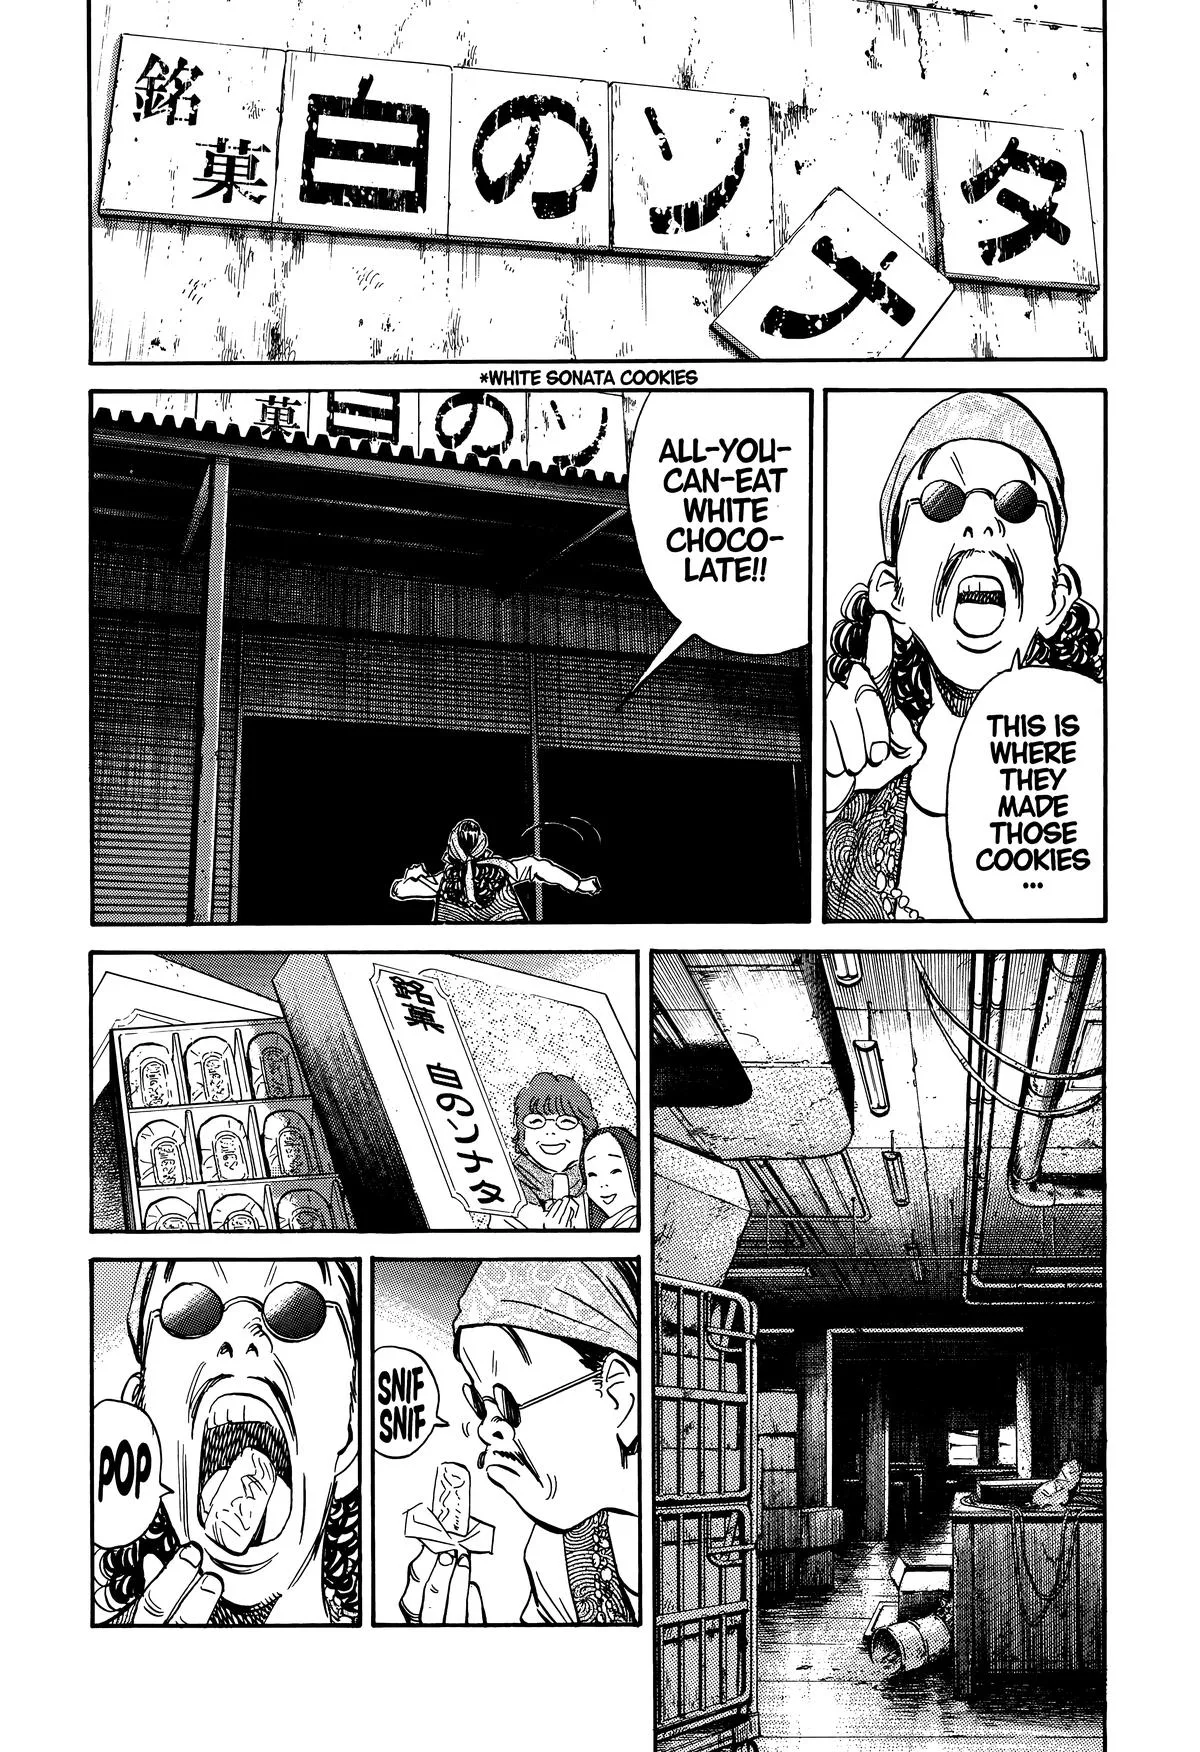 銘
菓
白のソナタ
*WHITE SONATA COOKIES
THIS IS
WHERE
THEY
MADE
THOSE
COOKIES
...
菓
白のソ
ALL-YOU-
CAN-EAT
WHITE
CHOCO-
LATE!!
銘菓 白のソナタ
SNIF
SNIF
POP